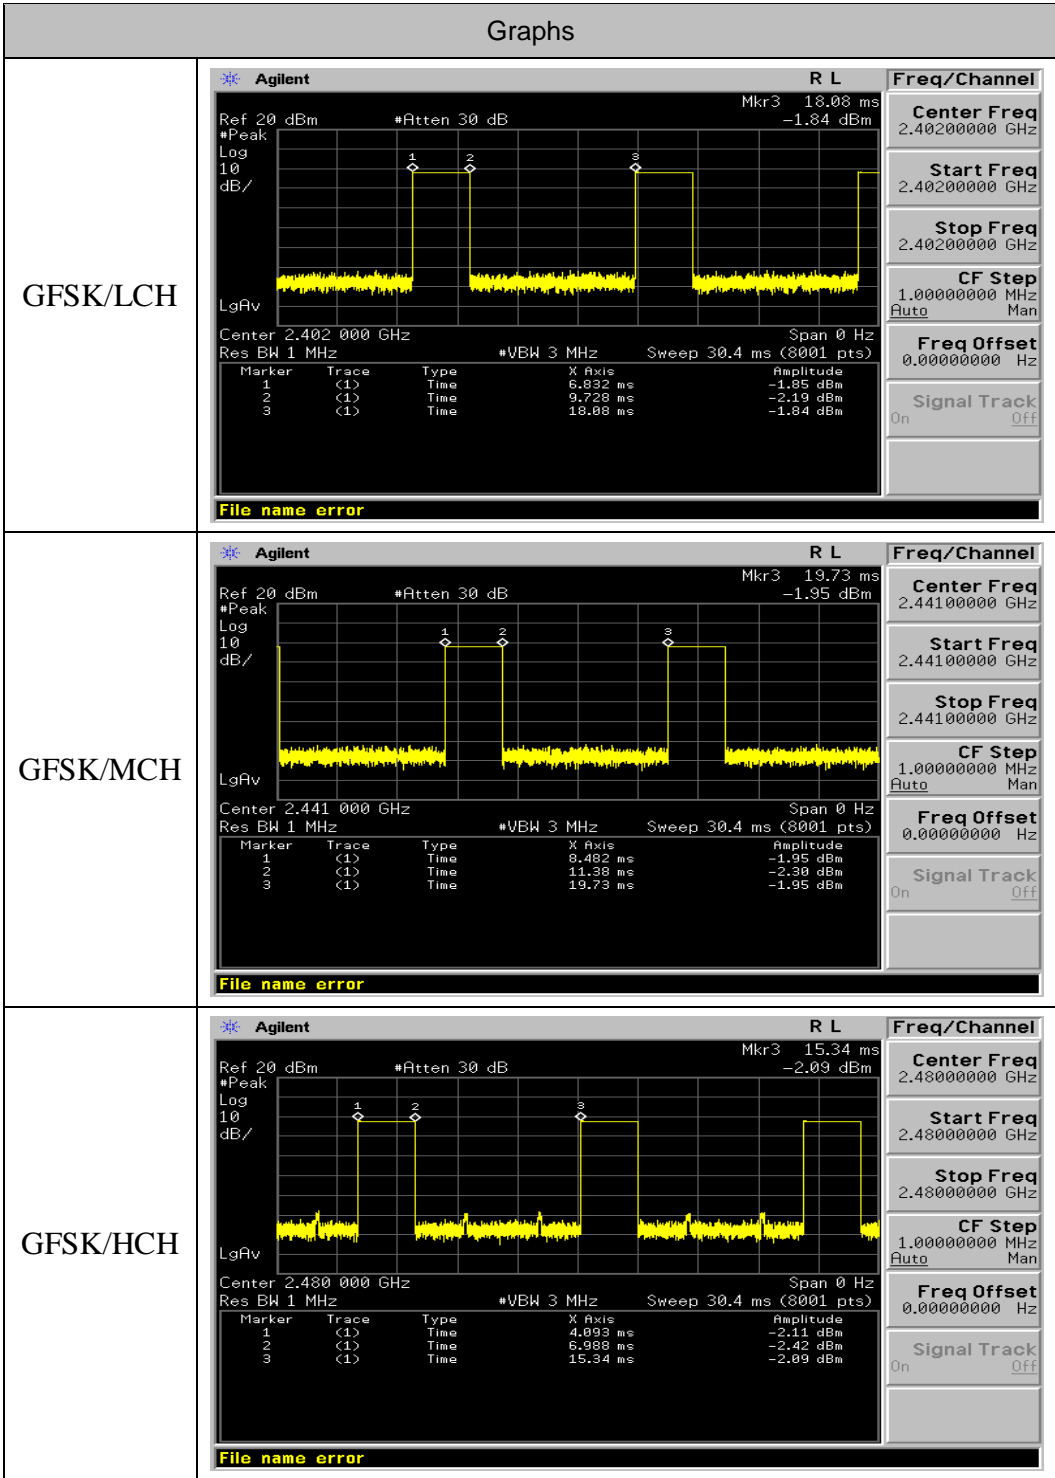 Graphs
GFSK/LCH
Agilent R L Freq/Channel
Mkr3 18.08 ms
Ref 20 dBm #Atten 30 dB -1.84 dBm
#Peak
Log
10
dB/
1 2 3
LgAv
Center 2.402 000 GHz Span 0 Hz
Res BW 1 MHz #VBW 3 MHz Sweep 30.4 ms (8001 pts)
Marker Trace Type X Axis Amplitude
1 (1) Time 6.832 ms -1.85 dBm
2 (1) Time 9.728 ms -2.19 dBm
3 (1) Time 18.08 ms -1.84 dBm
File name error
Center Freq
2.40200000 GHz
Start Freq
2.40200000 GHz
Stop Freq
2.40200000 GHz
CF Step
1.00000000 MHz
Auto Man
Freq Offset
0.00000000 Hz
Signal Track
On Off
GFSK/MCH
Agilent R L Freq/Channel
Mkr3 19.73 ms
Ref 20 dBm #Atten 30 dB -1.95 dBm
#Peak
Log
10
dB/
1 2 3
LgAv
Center 2.441 000 GHz Span 0 Hz
Res BW 1 MHz #VBW 3 MHz Sweep 30.4 ms (8001 pts)
Marker Trace Type X Axis Amplitude
1 (1) Time 8.482 ms -1.95 dBm
2 (1) Time 11.38 ms -2.30 dBm
3 (1) Time 19.73 ms -1.95 dBm
File name error
Center Freq
2.44100000 GHz
Start Freq
2.44100000 GHz
Stop Freq
2.44100000 GHz
CF Step
1.00000000 MHz
Auto Man
Freq Offset
0.00000000 Hz
Signal Track
On Off
GFSK/HCH
Agilent R L Freq/Channel
Mkr3 15.34 ms
Ref 20 dBm #Atten 30 dB -2.09 dBm
#Peak
Log
10
dB/
1 2 3
LgAv
Center 2.480 000 GHz Span 0 Hz
Res BW 1 MHz #VBW 3 MHz Sweep 30.4 ms (8001 pts)
Marker Trace Type X Axis Amplitude
1 (1) Time 4.093 ms -2.11 dBm
2 (1) Time 6.988 ms -2.42 dBm
3 (1) Time 15.34 ms -2.09 dBm
File name error
Center Freq
2.48000000 GHz
Start Freq
2.48000000 GHz
Stop Freq
2.48000000 GHz
CF Step
1.00000000 MHz
Auto Man
Freq Offset
0.00000000 Hz
Signal Track
On Off